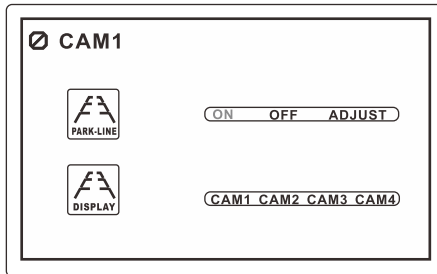 CAM1
PARK-LINE
ON OFF ADJUST
DISPLAY
CAM1 CAM2 CAM3 CAM4